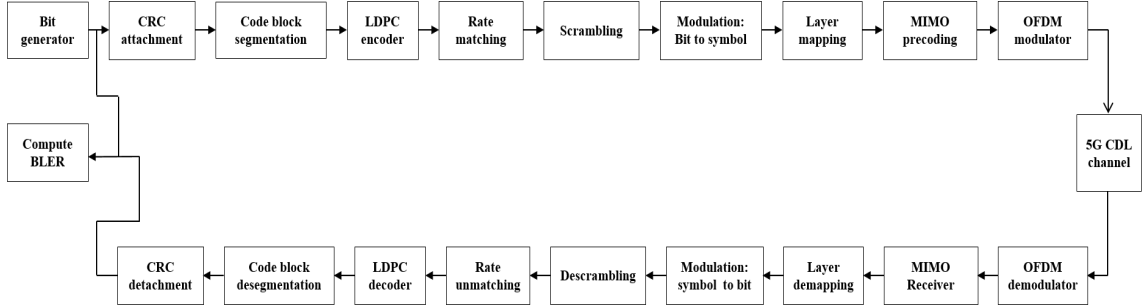 Bit
generator
CRC
attachment
Code block
segmentation
LDPC
encoder
Rate
matching
Scrambling
Modulation:
Bit to symbol
Layer
mapping
MIMO
precoding
OFDM
modulator
Compute
BLER
5G CDL
channel
CRC
detachment
Code block
desegmentation
LDPC
decoder
Rate
unmatching
Descrambling
Modulation:
symbol to bit
Layer
demapping
MIMO
Receiver
OFDM
demodulator